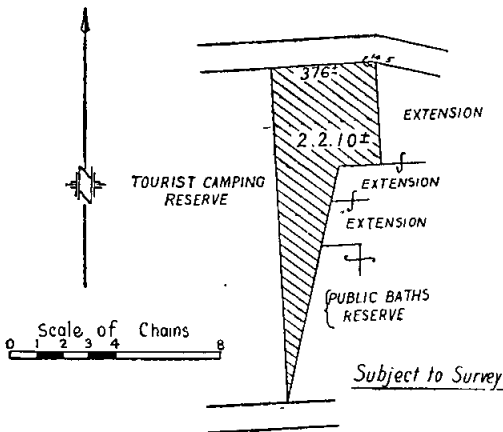 376±
EXTENSION
2.2.10±
TOURIST CAMPING
RESERVE
EXTENSION
EXTENSION
PUBLIC BATHS
RESERVE
Scale of Chains
0 1 2 3 4 8
Subject to Survey